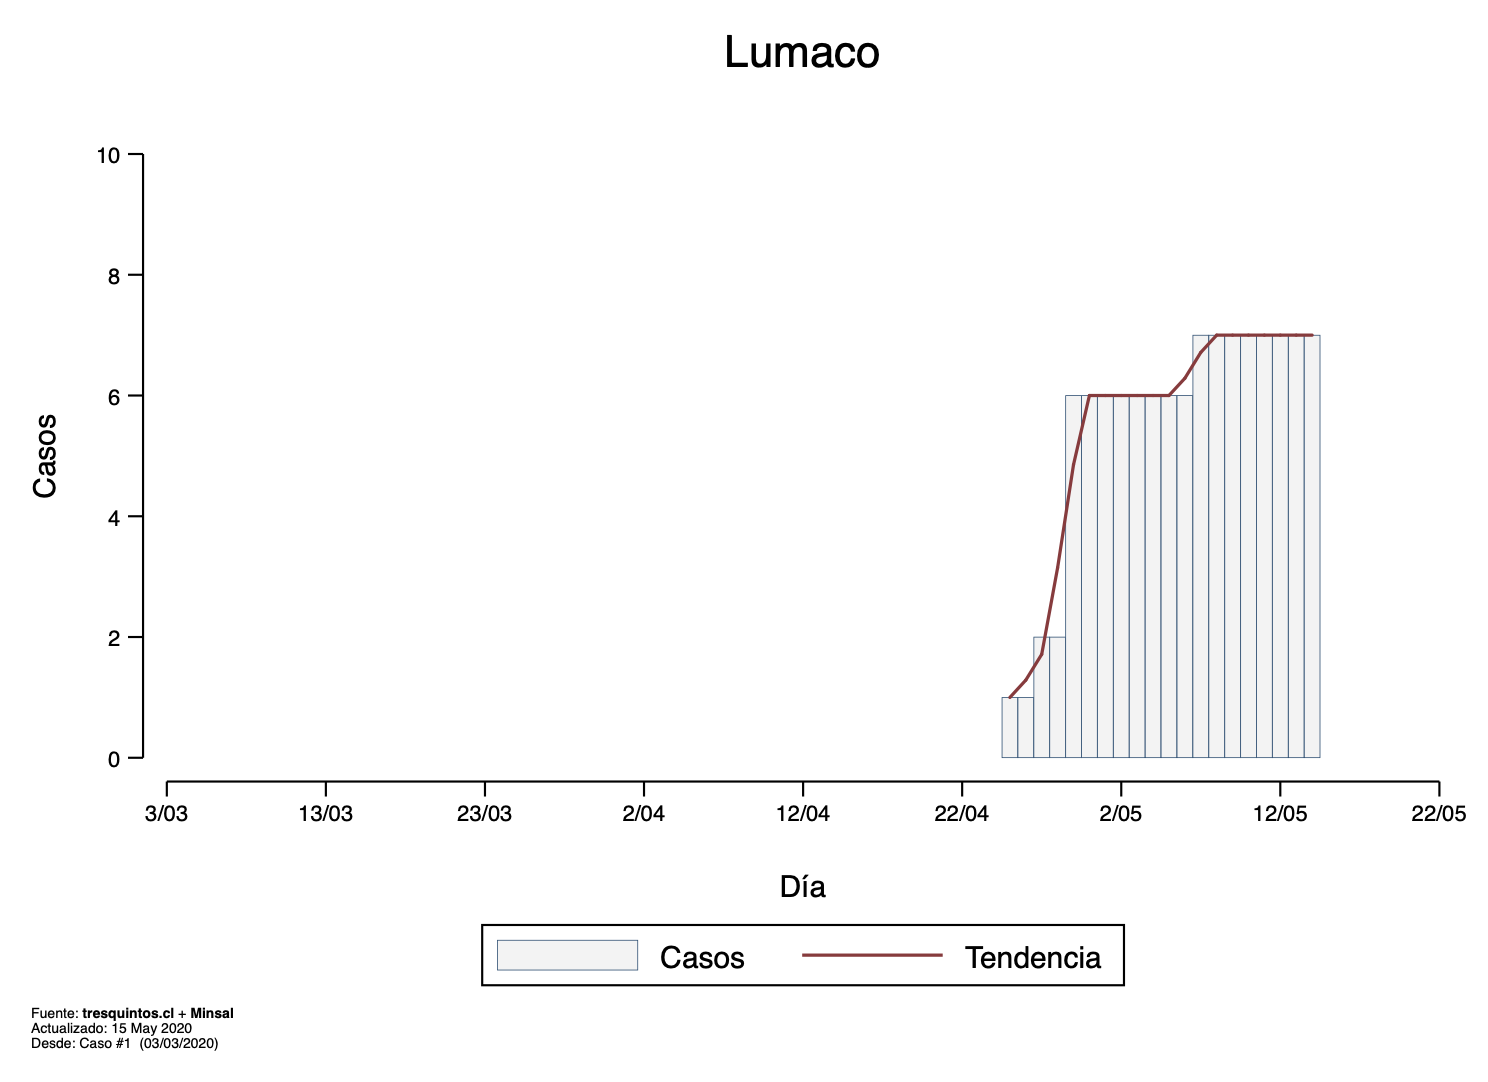 Lumaco
10
8
6
4
2
0
Casos
3/03 13/03 23/03 2/04 12/04 22/04 2/05 12/05 22/05
Día
Casos Tendencia
Fuente: tresquintos.cl + Minsal
Actualizado: 15 May 2020
Desde: Caso #1 (03/03/2020)